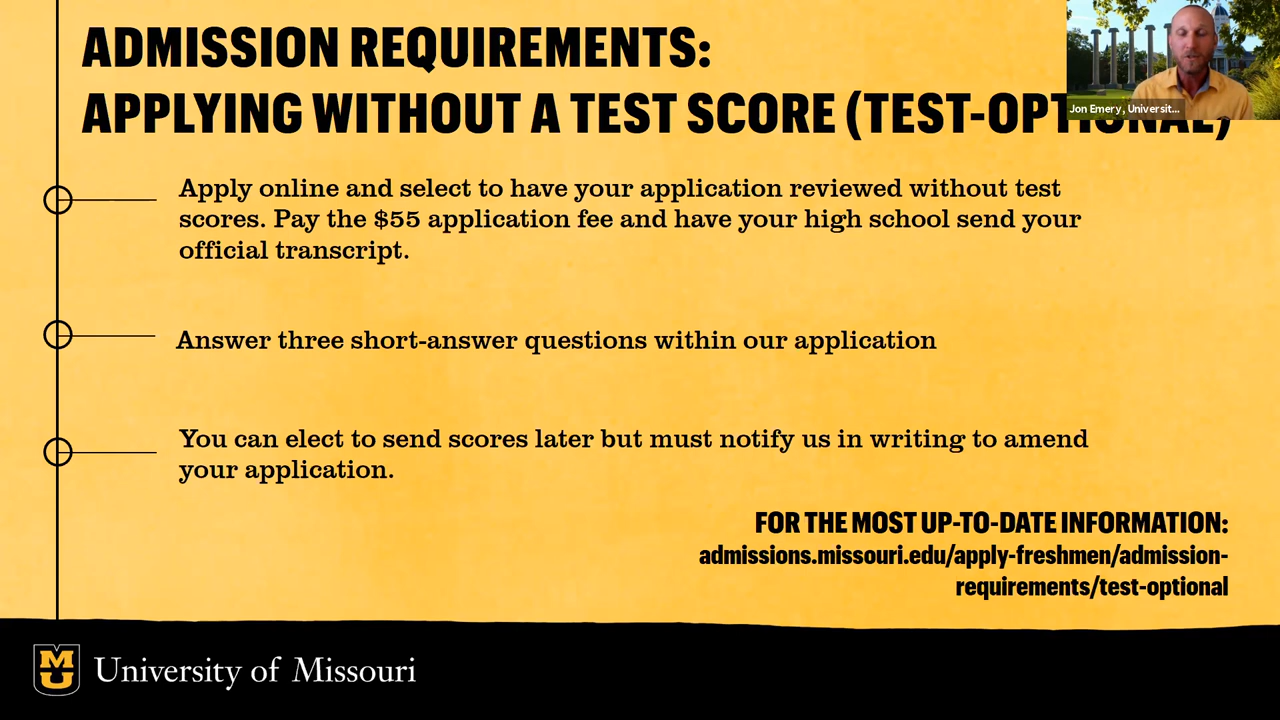 ADMISSION REQUIREMENTS:
APPLYING WITHOUT A TEST SCORE (TEST-OPTIONAL)
Jon Emery, Universit...
Apply online and select to have your application reviewed without test
scores. Pay the $55 application fee and have your high school send your
official transcript.
Answer three short-answer questions within our application
You can elect to send scores later but must notify us in writing to amend
your application.
FOR THE MOST UP-TO-DATE INFORMATION:
admissions.missouri.edu/apply-freshmen/admission-
requirements/test-optional
MU
University of Missouri